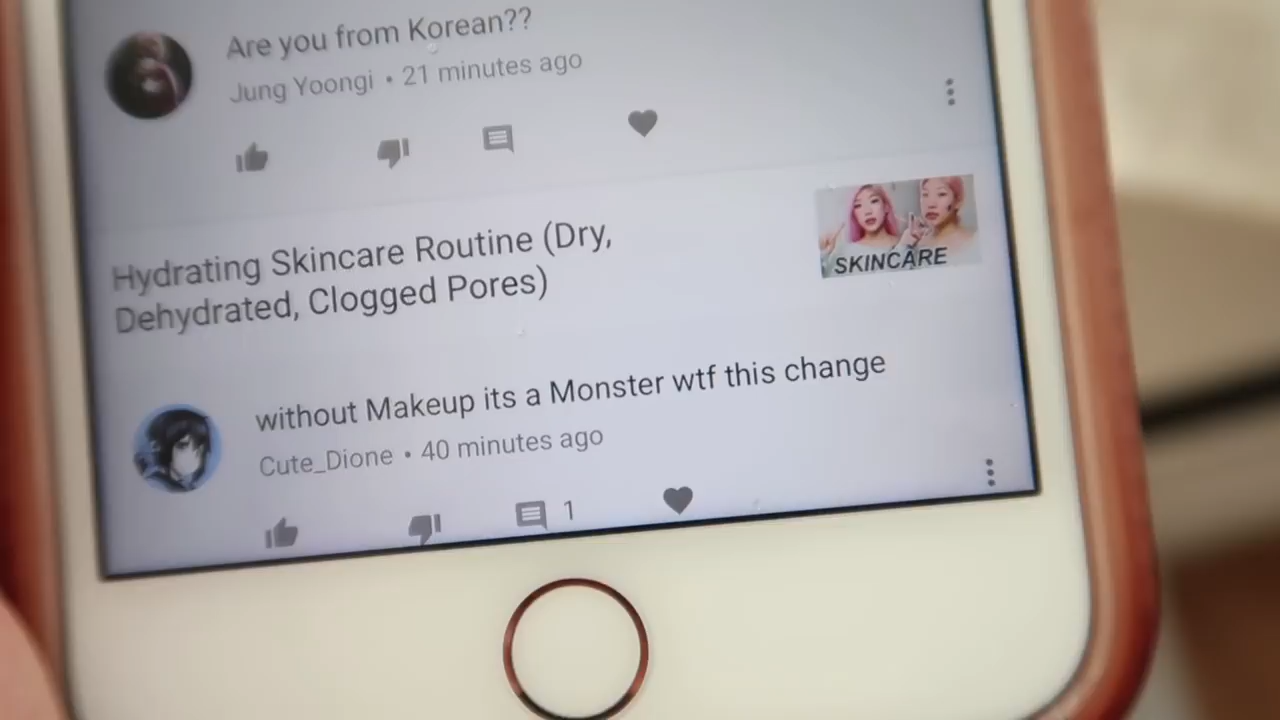 Are you from Korean??
Jung Yoongi • 21 minutes ago
Hydrating Skincare Routine (Dry,
Dehydrated, Clogged Pores)
SKINCARE
without Makeup its a Monster wtf this change
Cute_Dione • 40 minutes ago
1